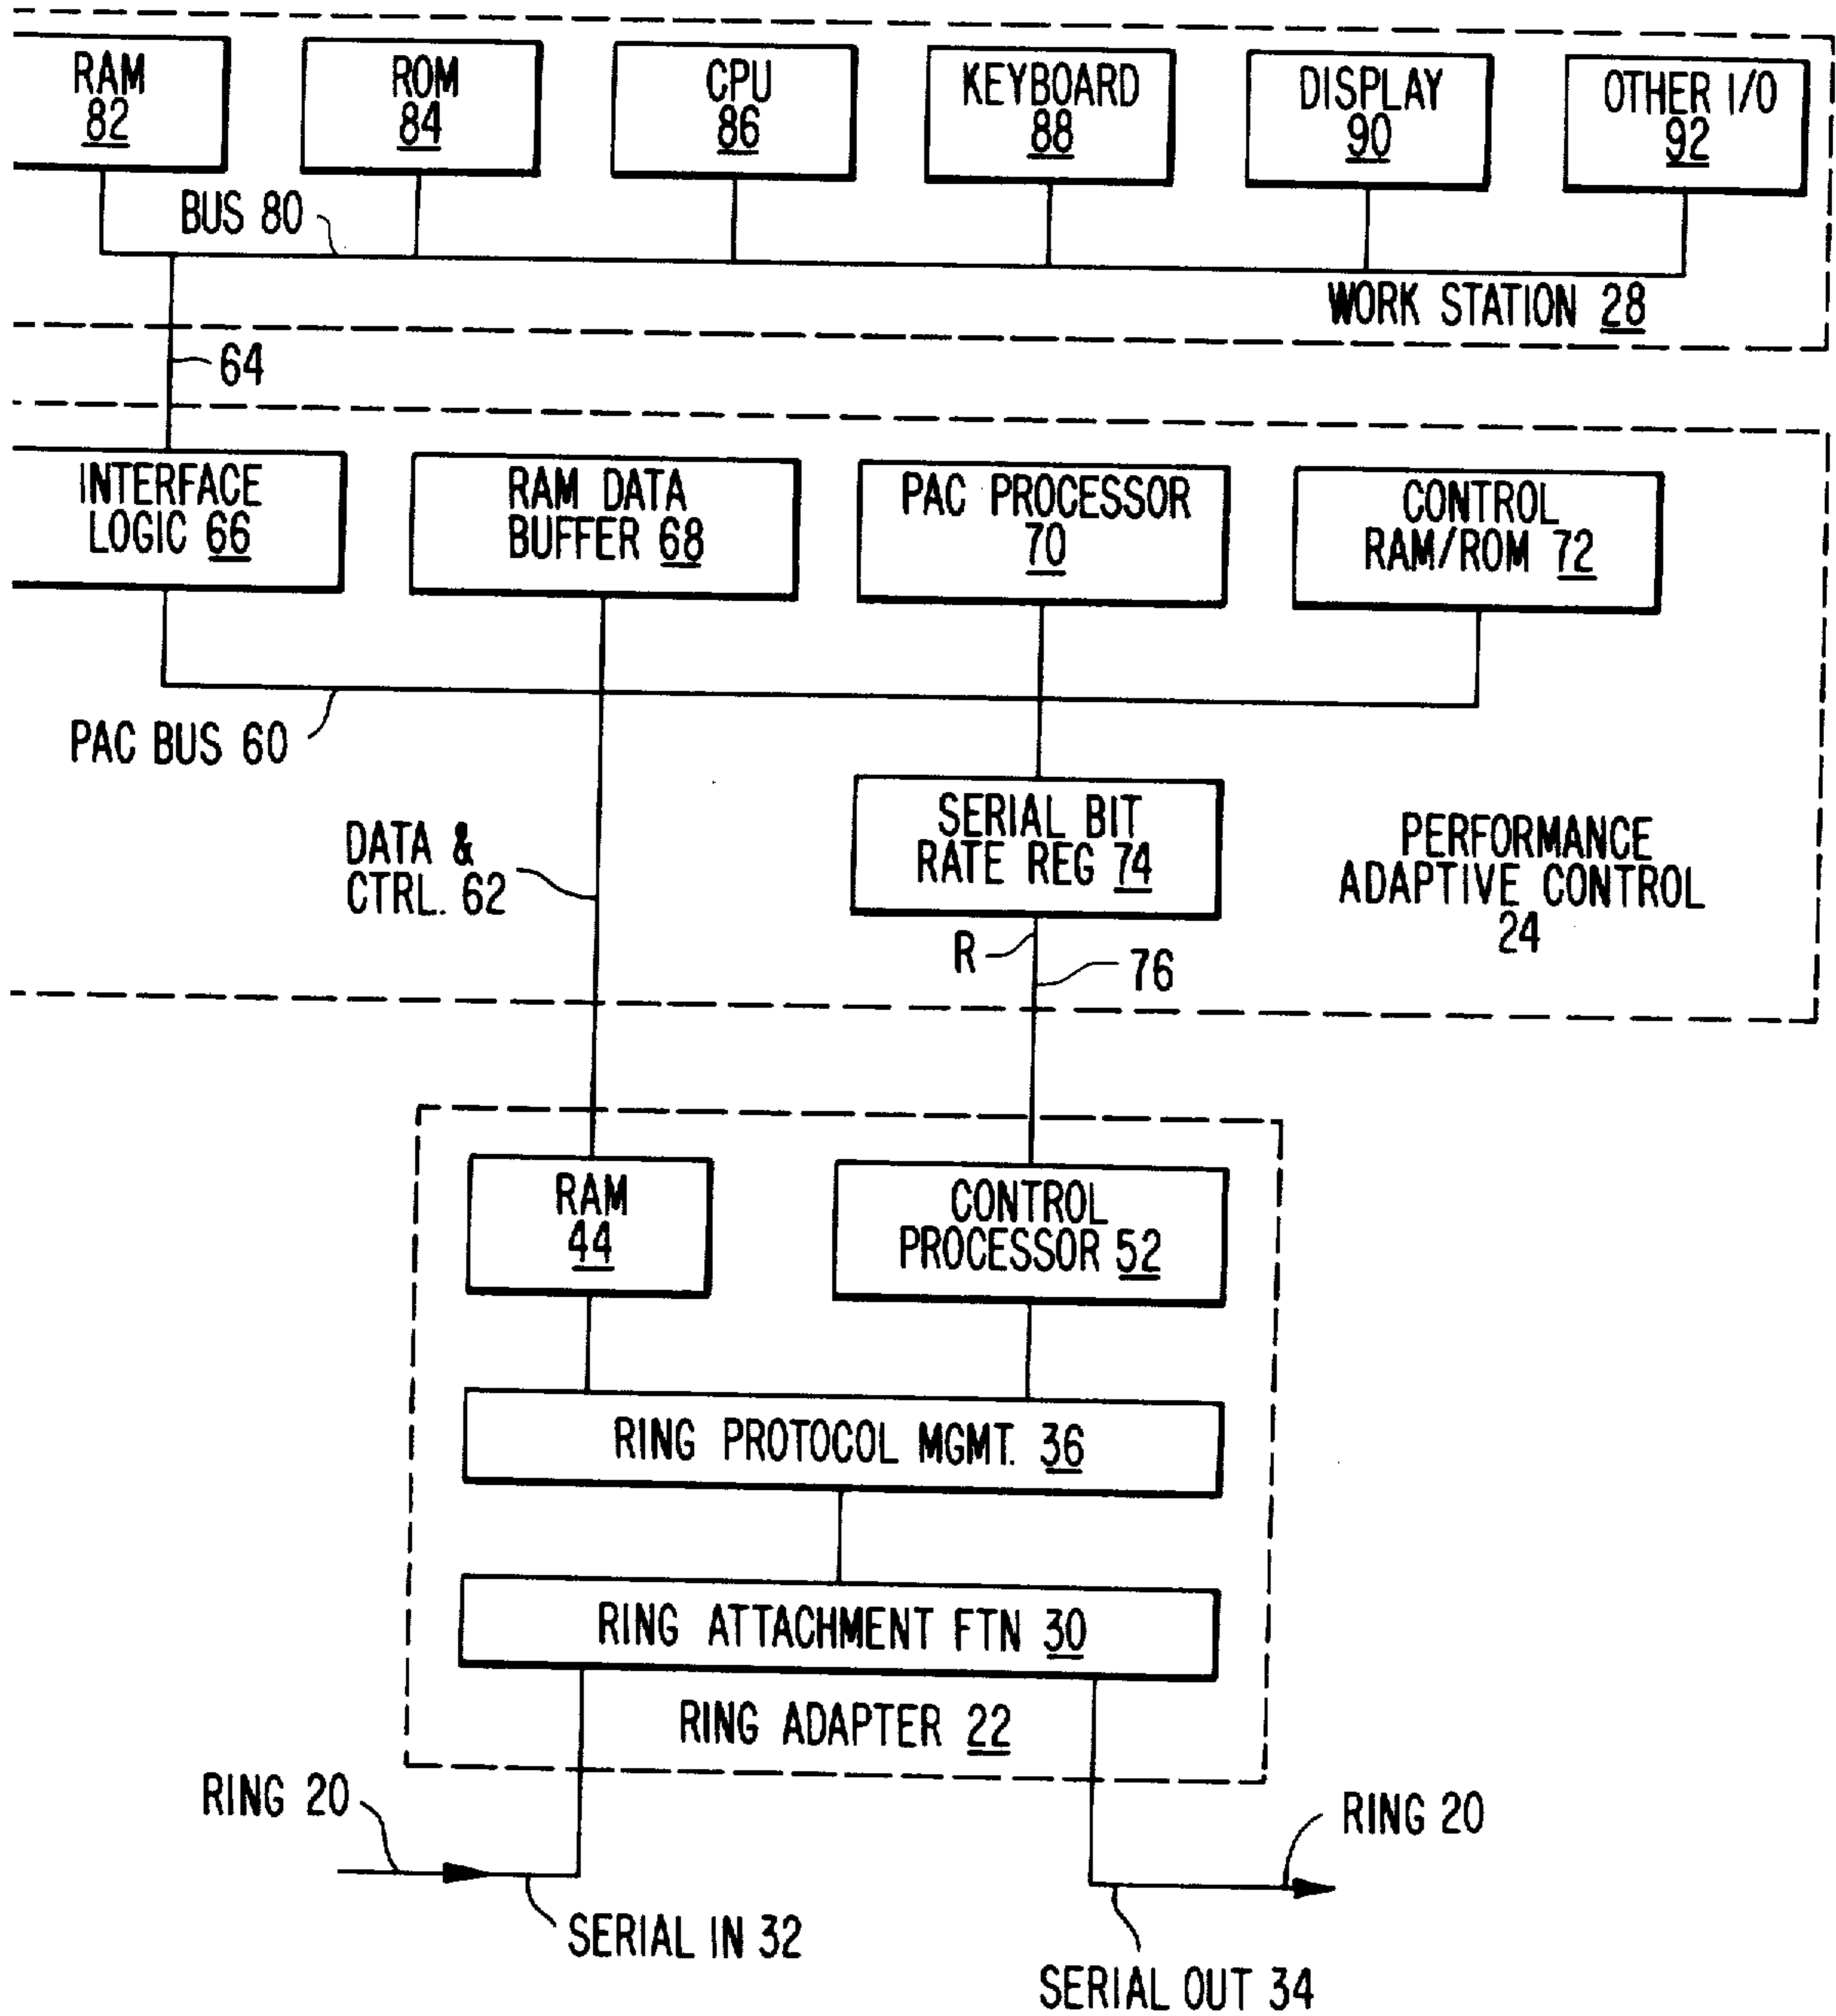 RAM
82
ROM
84
CPU
86
KEYBOARD
88
DISPLAY
90
OTHER I/O
92
BUS 80
WORK STATION 28
64
INTERFACE
LOGIC 66
RAM DATA
BUFFER 68
PAC PROCESSOR
70
CONTROL
RAM/ROM 72
PAC BUS 60
DATA &
CTRL. 62
SERIAL BIT
RATE REG 74
PERFORMANCE
ADAPTIVE CONTROL
24
R
76
RAM
44
CONTROL
PROCESSOR 52
RING PROTOCOL MGMT. 36
RING ATTACHMENT FTN 30
RING ADAPTER 22
RING 20
RING 20
SERIAL IN 32
SERIAL OUT 34